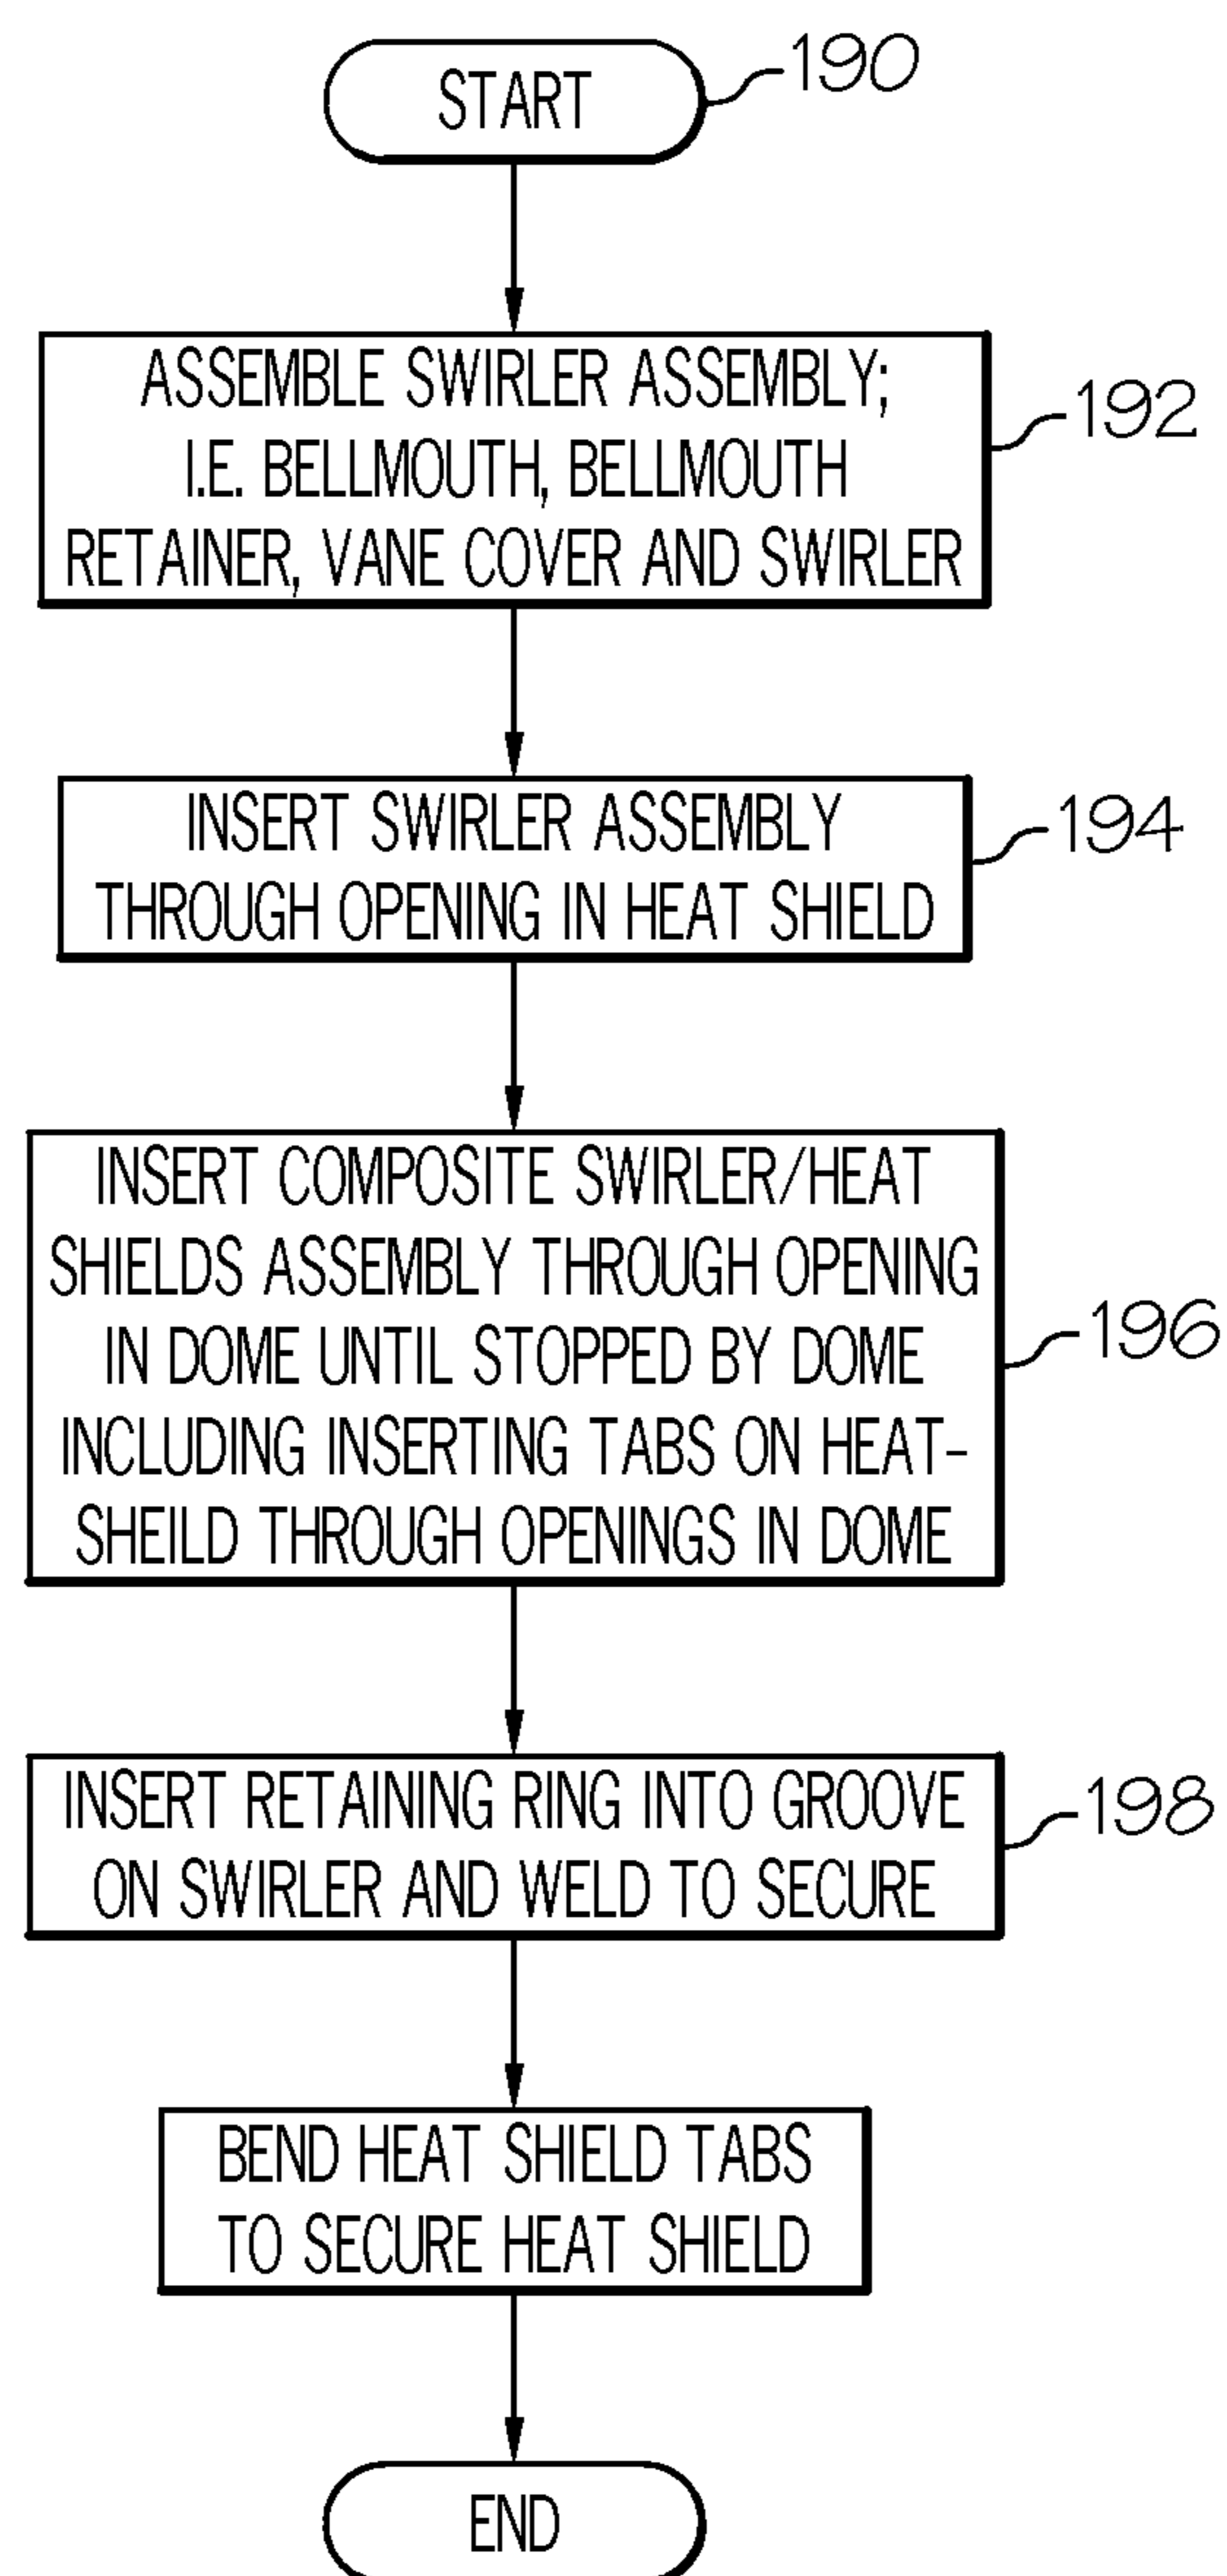 START
190
ASSEMBLE SWIRLER ASSEMBLY;
I.E. BELLMOUTH, BELLMOUTH
RETAINER, VANE COVER AND SWIRLER
192
INSERT SWIRLER ASSEMBLY
THROUGH OPENING IN HEAT SHIELD
194
INSERT COMPOSITE SWIRLER/HEAT
SHIELDS ASSEMBLY THROUGH OPENING
IN DOME UNTIL STOPPED BY DOME
INCLUDING INSERTING TABS ON HEAT-
SHEILD THROUGH OPENINGS IN DOME
196
INSERT RETAINING RING INTO GROOVE
ON SWIRLER AND WELD TO SECURE
198
BEND HEAT SHIELD TABS
TO SECURE HEAT SHIELD
END